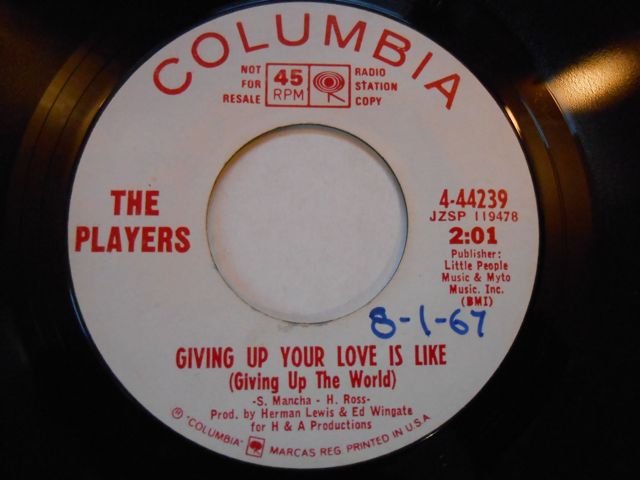 COLUMBIA
NOT
FOR
RESALE
45
RPM
RADIO
STATION
COPY
THE
PLAYERS
4-44239
JZSP 119478
2:01
Publisher:
Little People
Music & Myto
Music. Inc.
(BMI)
8-1-67
GIVING UP YOUR LOVE IS LIKE
(Giving Up The World)
-S. Mancha - H. Ross-
Prod. by Herman Lewis & Ed Wingate
for H & A Productions
® "COLUMBIA" MARCAS REG. PRINTED IN U.S.A.